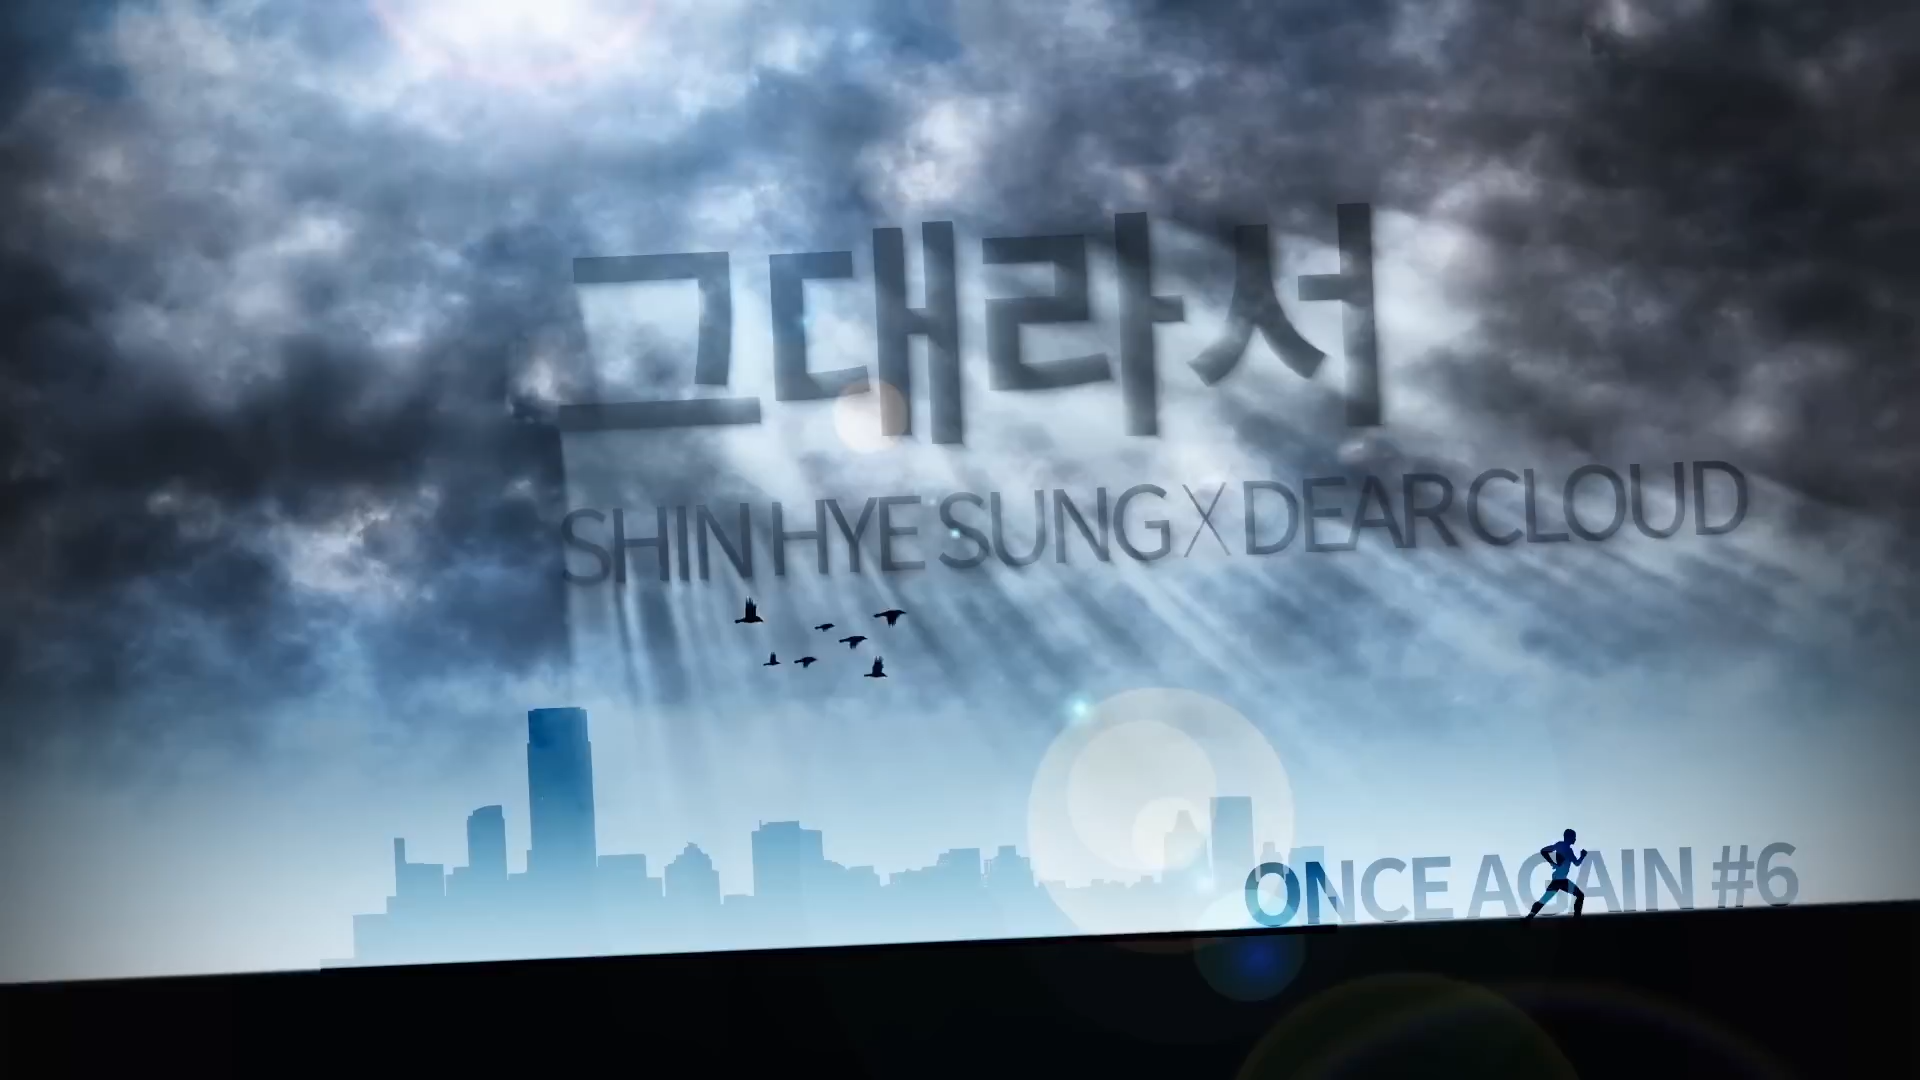 그대라서
SHIN HYE SUNG X DEAR CLOUD
ONCE AGAIN #6